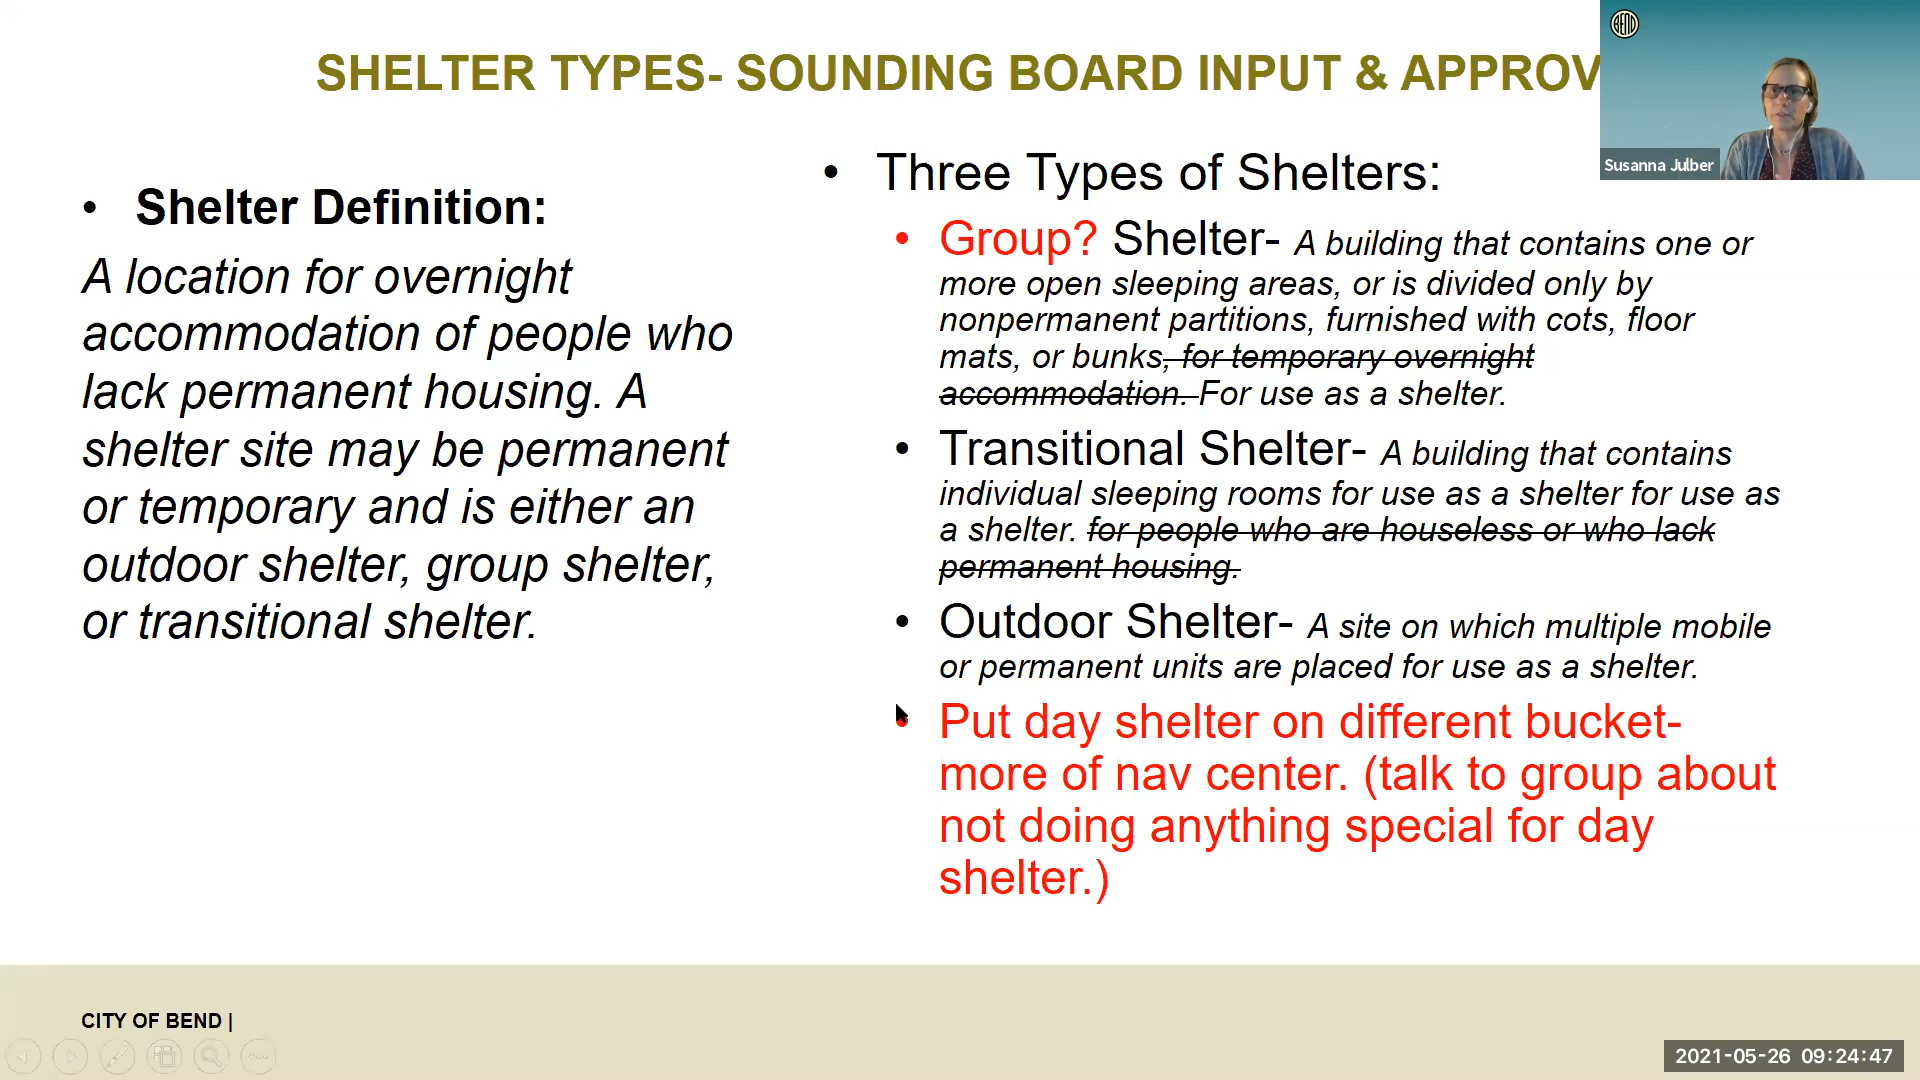 SHELTER TYPES- SOUNDING BOARD INPUT & APPROV
BEND
Susanna Julber
• Shelter Definition:
A location for overnight
accommodation of people who
lack permanent housing. A
shelter site may be permanent
or temporary and is either an
outdoor shelter, group shelter,
or transitional shelter.
• Three Types of Shelters:
• Group? Shelter- A building that contains one or
more open sleeping areas, or is divided only by
nonpermanent partitions, furnished with cots, floor
mats, or bunks, for temporary overnight
accommodation. For use as a shelter.
• Transitional Shelter- A building that contains
individual sleeping rooms for use as a shelter for use as
a shelter. for people who are houseless or who lack
permanent housing.
• Outdoor Shelter- A site on which multiple mobile
or permanent units are placed for use as a shelter.
• Put day shelter on different bucket-
more of nav center. (talk to group about
not doing anything special for day
shelter.)
CITY OF BEND |
2021-05-26 09:24:47